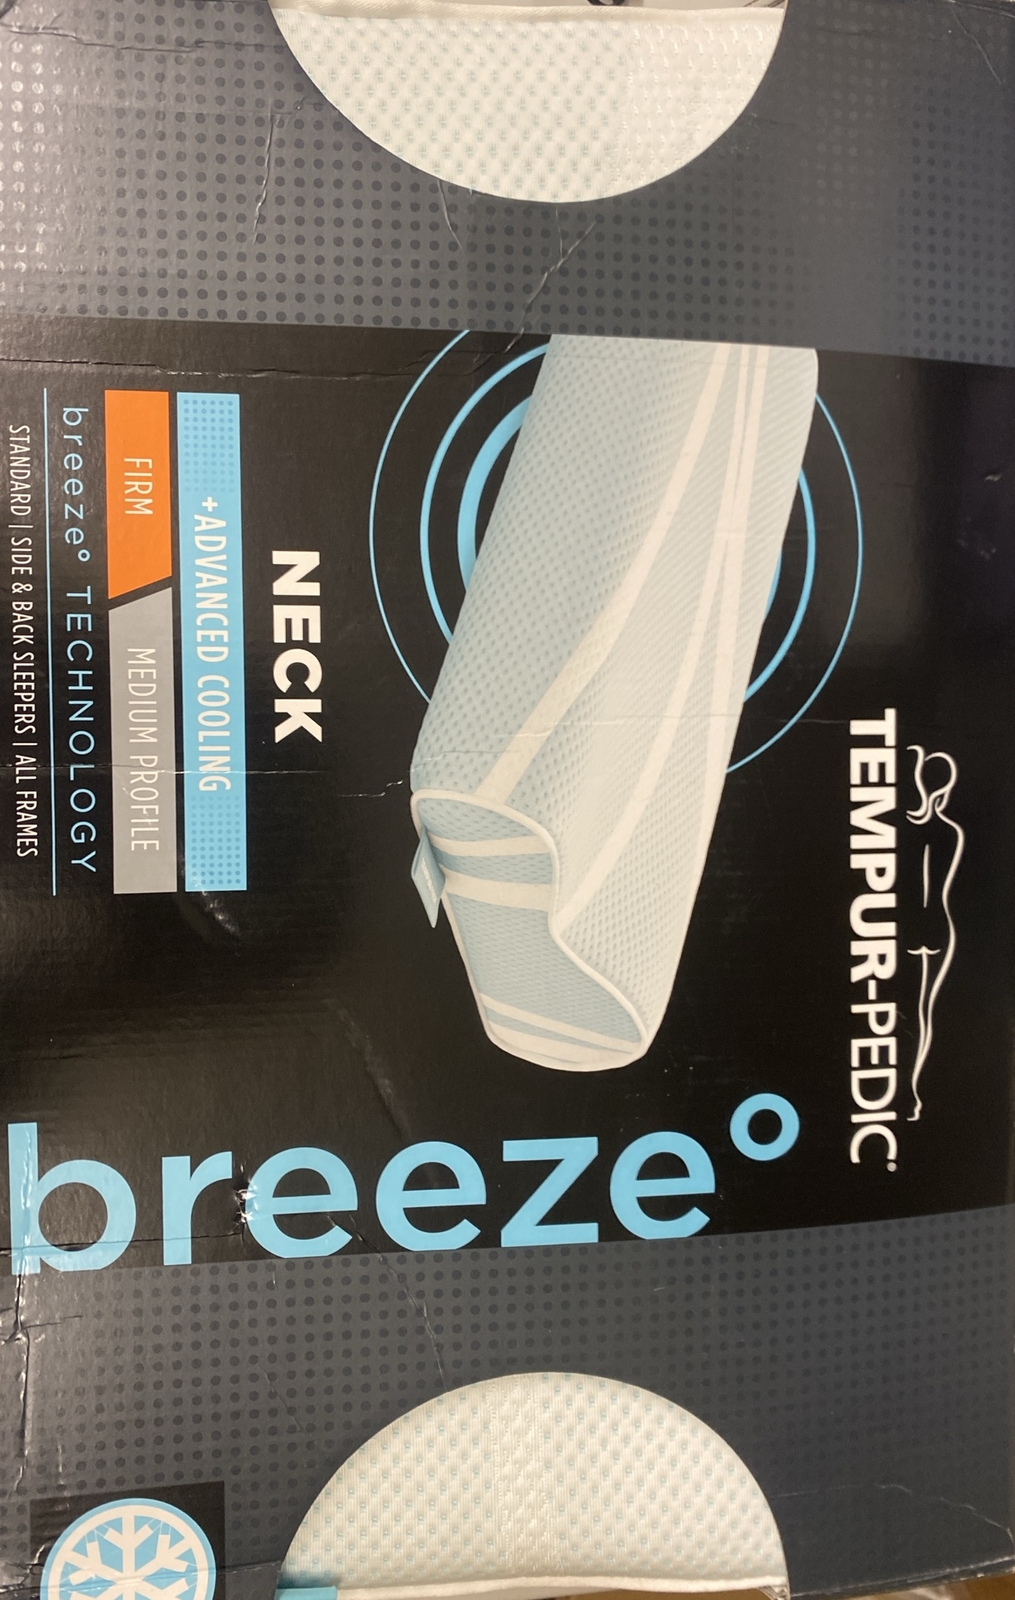 TEMPUR-PEDIC®
NECK
+ADVANCED COOLING
FIRM
MEDIUM PROFILE
breeze° TECHNOLOGY
STANDARD | SIDE & BACK SLEEPERS | ALL FRAMES
breeze°